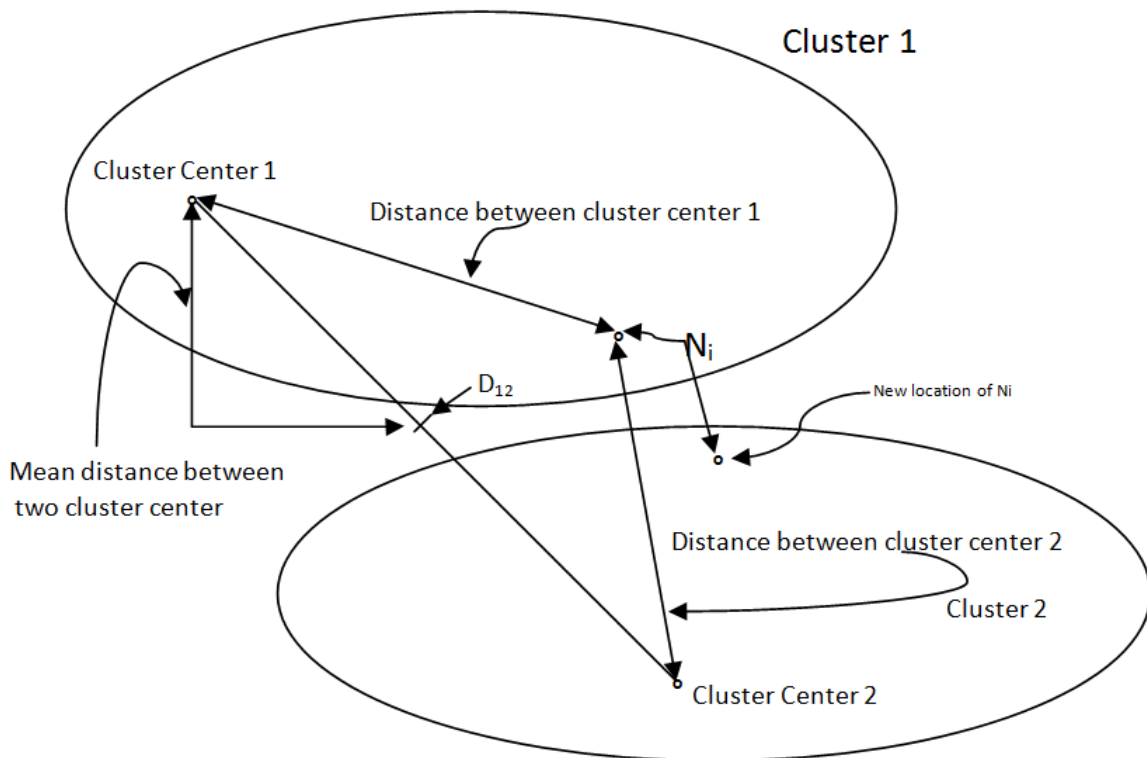 Cluster 1
Cluster Center 1
Distance between cluster center 1
Ni
D12
New location of Ni
Mean distance between
two cluster center
Distance between cluster center 2
Cluster 2
Cluster Center 2